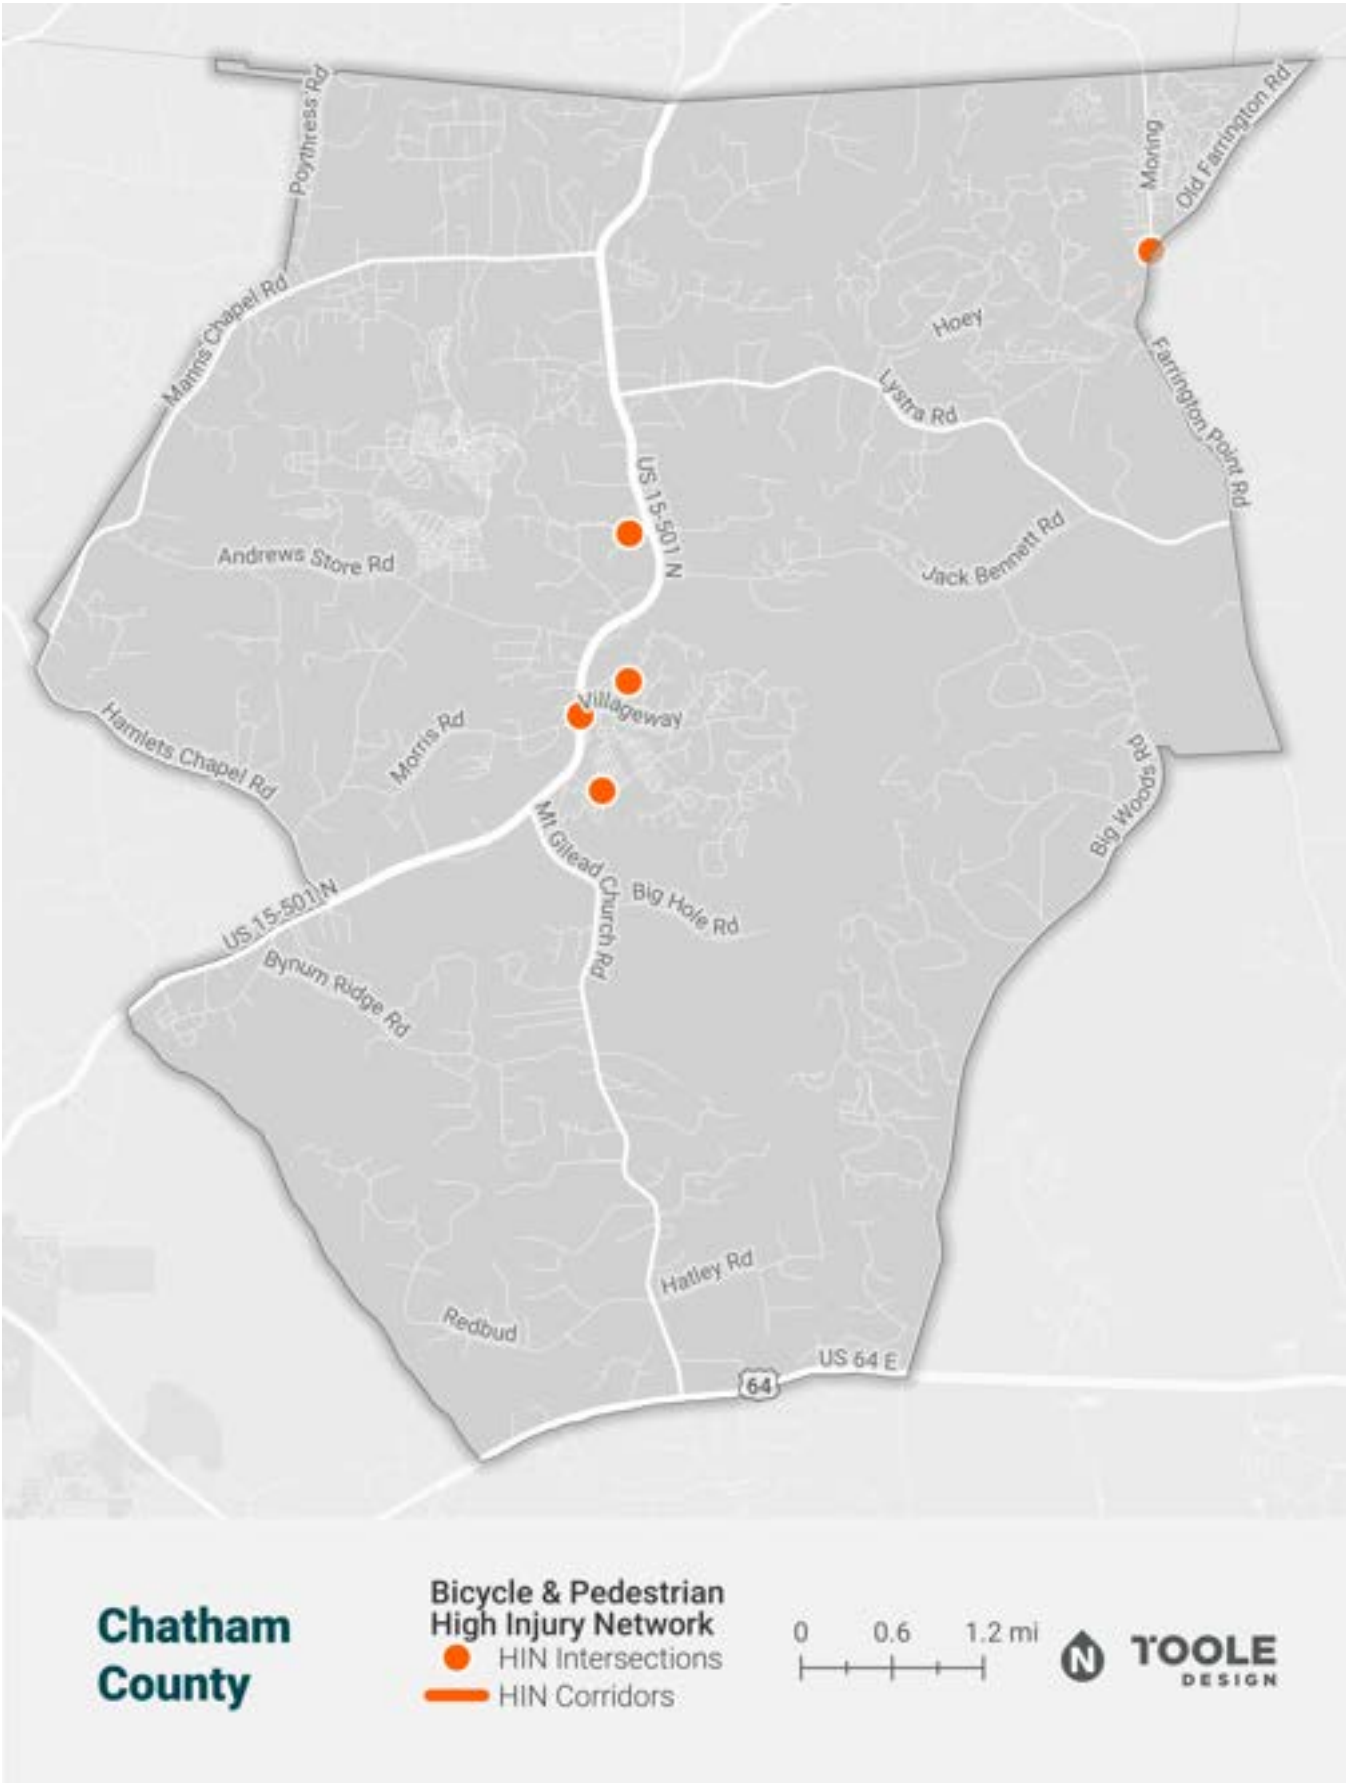 Poythress Rd
Moring
Old Farrington Rd
Manns Chapel Rd
Hoey
Farrington Point Rd
Lystra Rd
US 15-501 N
Andrews Store Rd
Jack Bennett Rd
Villageway
Hamlets Chapel Rd
Morris Rd
Big Woods Rd
Mt Gilead Church Rd
Big Hole Rd
US 15-501 N
Bynum Ridge Rd
Hatley Rd
Redbud
US 64 E
64
Chatham
County
Bicycle & Pedestrian
High Injury Network
HIN Intersections
HIN Corridors
0 0.6 1.2 mi
N
TOOLE
DESIGN